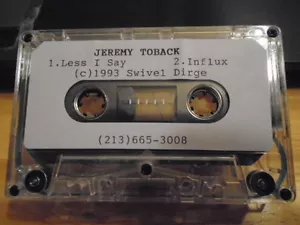 JEREMY TOBACK
1.Less I Say 2.Influx
(c)1993 Swivel Dirge
(213)665-3008